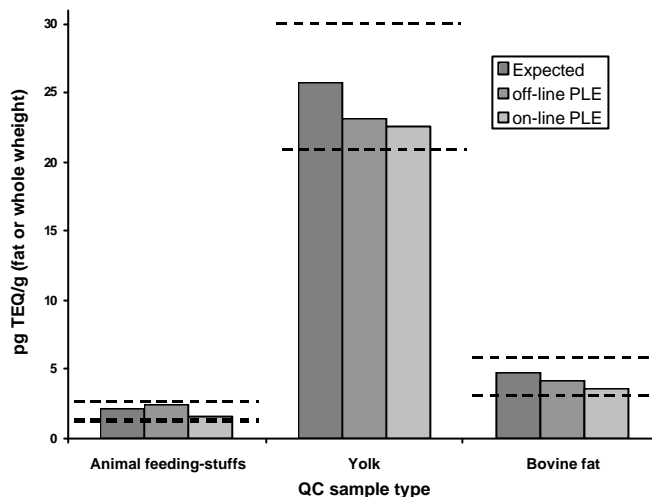 30
25
20
15
10
5
0
pg TEQ/g (fat or whole wheight)
Expected
off-line PLE
on-line PLE
Animal feeding-stuffs
Yolk
Bovine fat
QC sample type